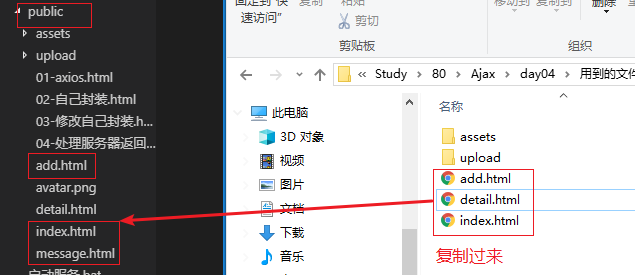 public
assets
upload
01-axios.html
02-自己封装.html
03-修改自己封装.h...
04-处理服务器返回...
add.html
avatar.png
detail.html
index.html
message.html
固定到"快
速访问"
复制
粘贴
剪切
剪贴板
移动到
复制到
删除
组织
« Study > 80 > Ajax > day04 > 用到的文件
此电脑
3D 对象
视频
图片
文档
下载
音乐
名称
assets
upload
add.html
detail.html
index.html
复制过来